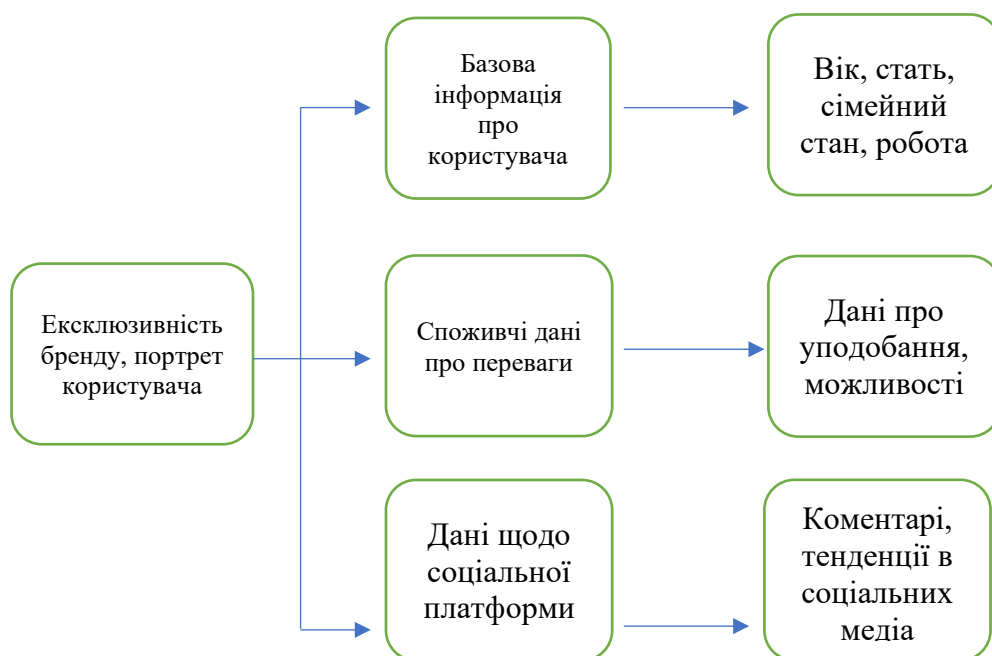 Базова
інформація
про
користувача
Вік, стать,
сімейний
стан, робота
Ексклюзивність
бренду, портрет
користувача
Споживчі дані
про переваги
Дані про
уподобання,
можливості
Дані щодо
соціальної
платформи
Коментарі,
тенденції в
соціальних
медіа